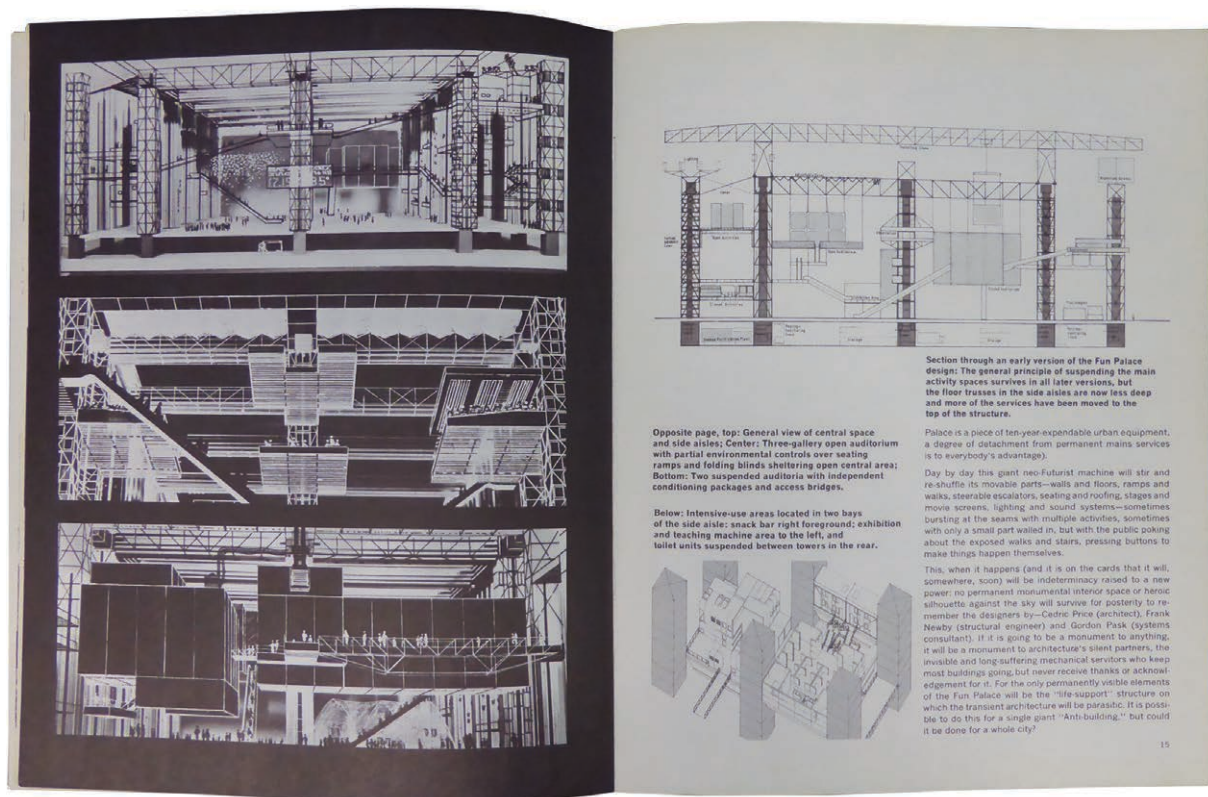 Section through an early version of the Fun Palace
design: The general principle of suspending the main
activity spaces survives in all later versions, but
the floor trusses in the side aisles are now less deep
and more of the services have been moved to the
top of the structure.
Opposite page, top: General view of central space
and side aisles; Center: Three-gallery open auditorium
with partial environmental controls over seating
ramps and folding blinds sheltering open central area;
Bottom: Two suspended auditoria with independent
conditioning packages and access bridges.
Below: Intensive-use areas located in two bays
of the side aisle: snack bar right foreground; exhibition
and teaching machine area to the left, and
toilet units suspended between towers in the rear.
Palace is a piece of ten-year-expendable urban equipment,
a degree of detachment from permanent mains services
is to everybody's advantage).
Day by day this giant neo-Futurist machine will stir and
re-shuffle its movable parts—walls and floors, ramps and
walks, steerable escalators, seating and roofing, stages and
movie screens, lighting and sound systems—sometimes
bursting at the seams with multiple activities, sometimes
with only a small part walled in, but with the public poking
about the exposed walks and stairs, pressing buttons to
make things happen themselves.
This, when it happens (and it is on the cards that it will,
somewhere, soon) will be indeterminacy raised to a new
power: no permanent monumental interior space or heroic
silhouette against the sky will survive for posterity to re-
member the designers by—Cedric Price (architect), Frank
Newby (structural engineer) and Gordon Pask (systems
consultant). If it is going to be a monument to anything,
it will be a monument to architecture's silent partners, the
invisible and long-suffering mechanical servitors who keep
most buildings going, but never receive thanks or acknowl-
edgement for it. For the only permanently visible elements
of the Fun Palace will be the "life-support" structure on
which the transient architecture will be parasitic. It is possi-
ble to do this for a single giant "Anti-building," but could
it be done for a whole city?
15